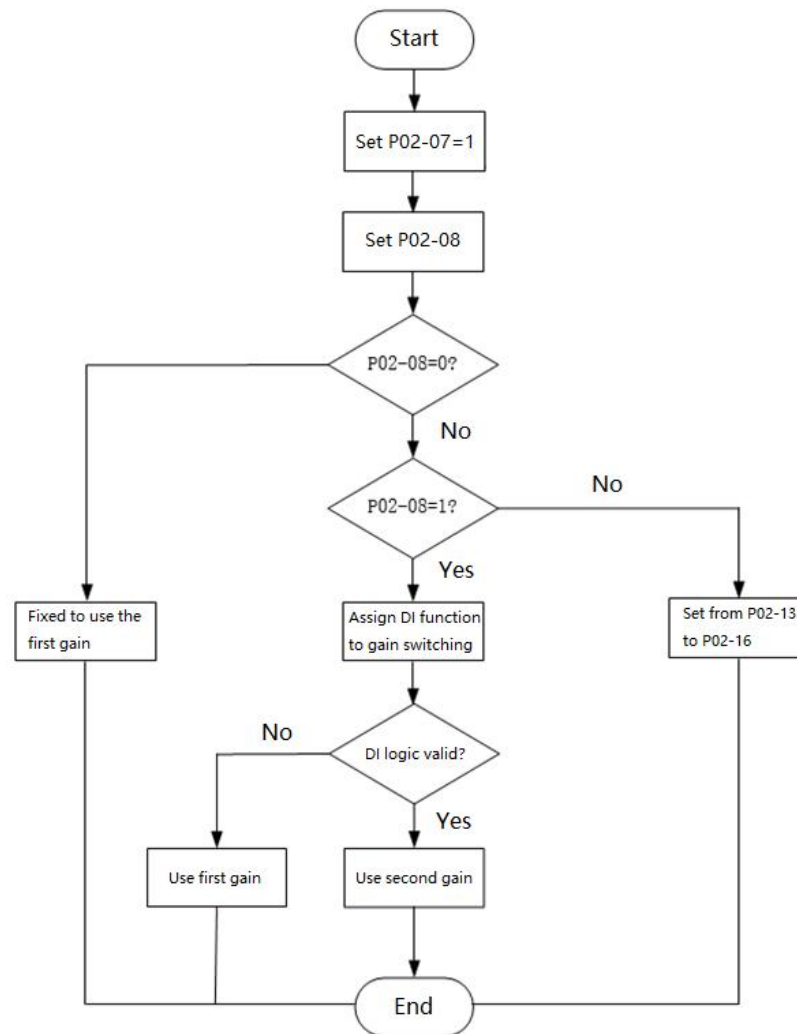 Start
Set P02-07=1
Set P02-08
P02-08=0?
No
P02-08=1?
No
Yes
Fixed to use the
first gain
Assign DI function
to gain switching
Set from P02-13
to P02-16
No
DI logic valid?
Yes
Use first gain
Use second gain
End